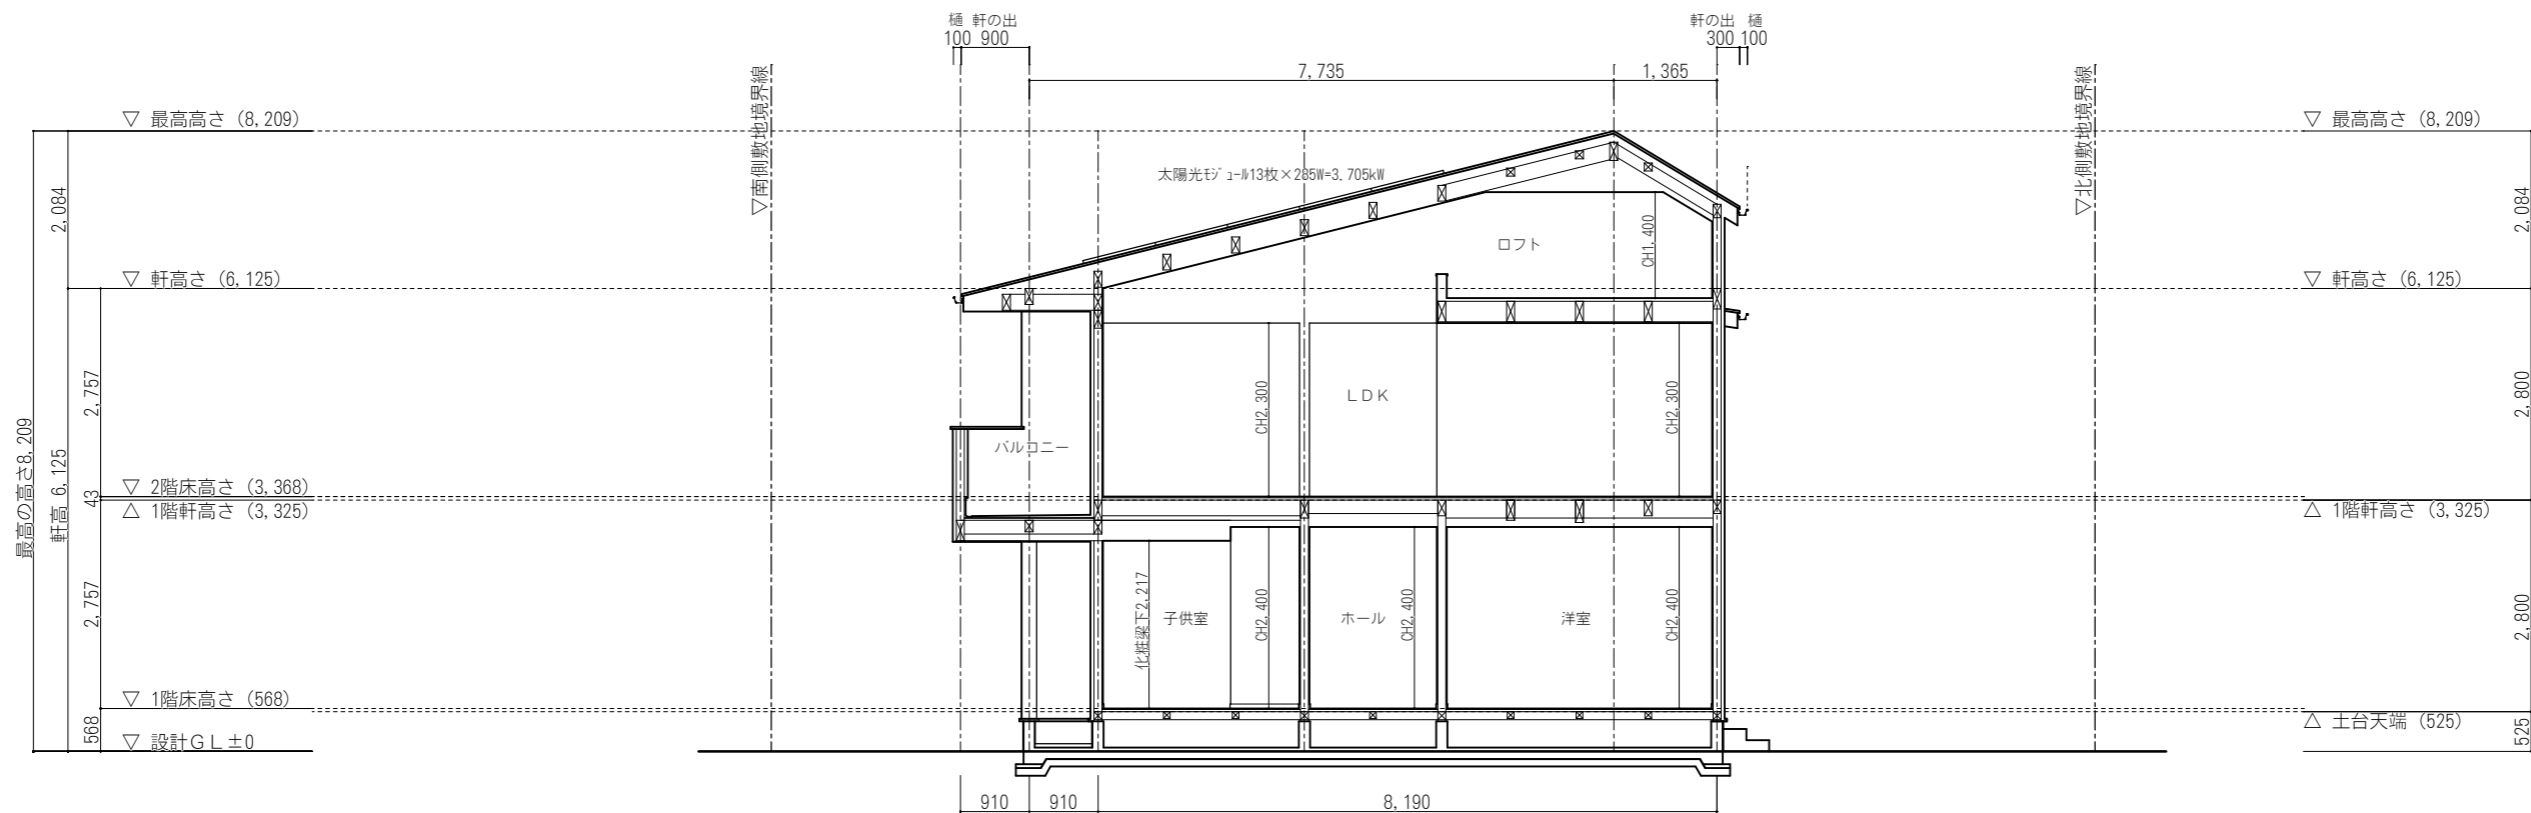 樋 軒の出
100 900
軒の出 樋
300 100
7,735
1,365
▽南側敷地境界線
▽北側敷地境界線
▽ 最高高さ (8,209)
▽ 最高高さ (8,209)
太陽光ﾓｼﾞｭｰﾙ13枚×285W=3.705kW
2,084
2,084
ロフト
CH1,400
▽ 軒高さ (6,125)
▽ 軒高さ (6,125)
2,757
2,800
CH2,300
LDK
CH2,300
バルコニー
最高の高さ8,209
軒高 6,125
▽ 2階床高さ (3,368)
43
△ 1階軒高さ (3,325)
△ 1階軒高さ (3,325)
2,757
2,800
化粧梁下2,217
子供室
CH2,400
ホール
CH2,400
洋室
CH2,400
▽ 1階床高さ (568)
568
△ 土台天端 (525)
525
▽ 設計GL±0
910
910
8,190